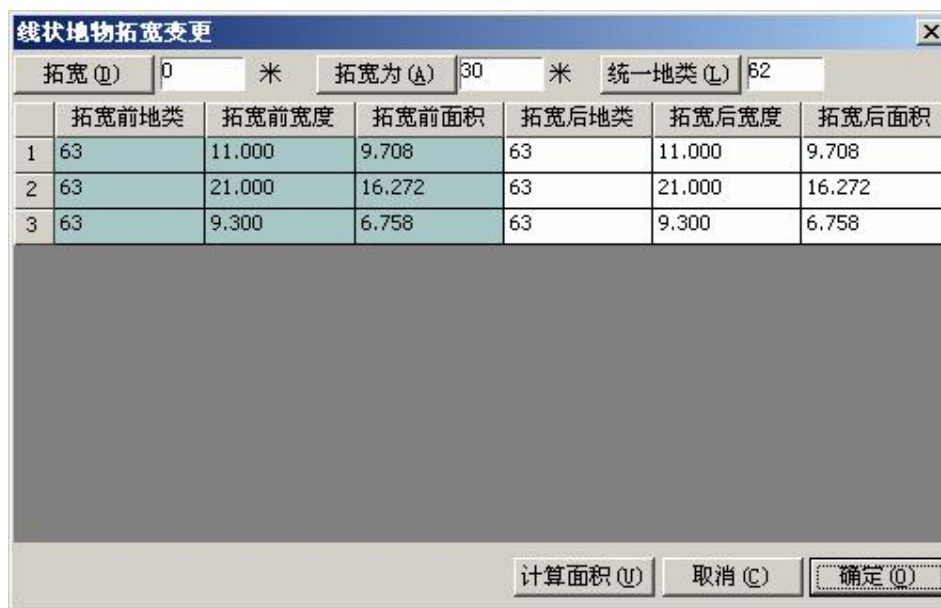 线状地物拓宽变更
拓宽(D) 0 米 拓宽为(A) 30 米 统一地类(L) 62
拓宽前地类 拓宽前宽度 拓宽前面积 拓宽后地类 拓宽后宽度 拓宽后面积
1 63 11.000 9.708 63 11.000 9.708
2 63 21.000 16.272 63 21.000 16.272
3 63 9.300 6.758 63 9.300 6.758
计算面积(U) 取消(C) 确定(O)